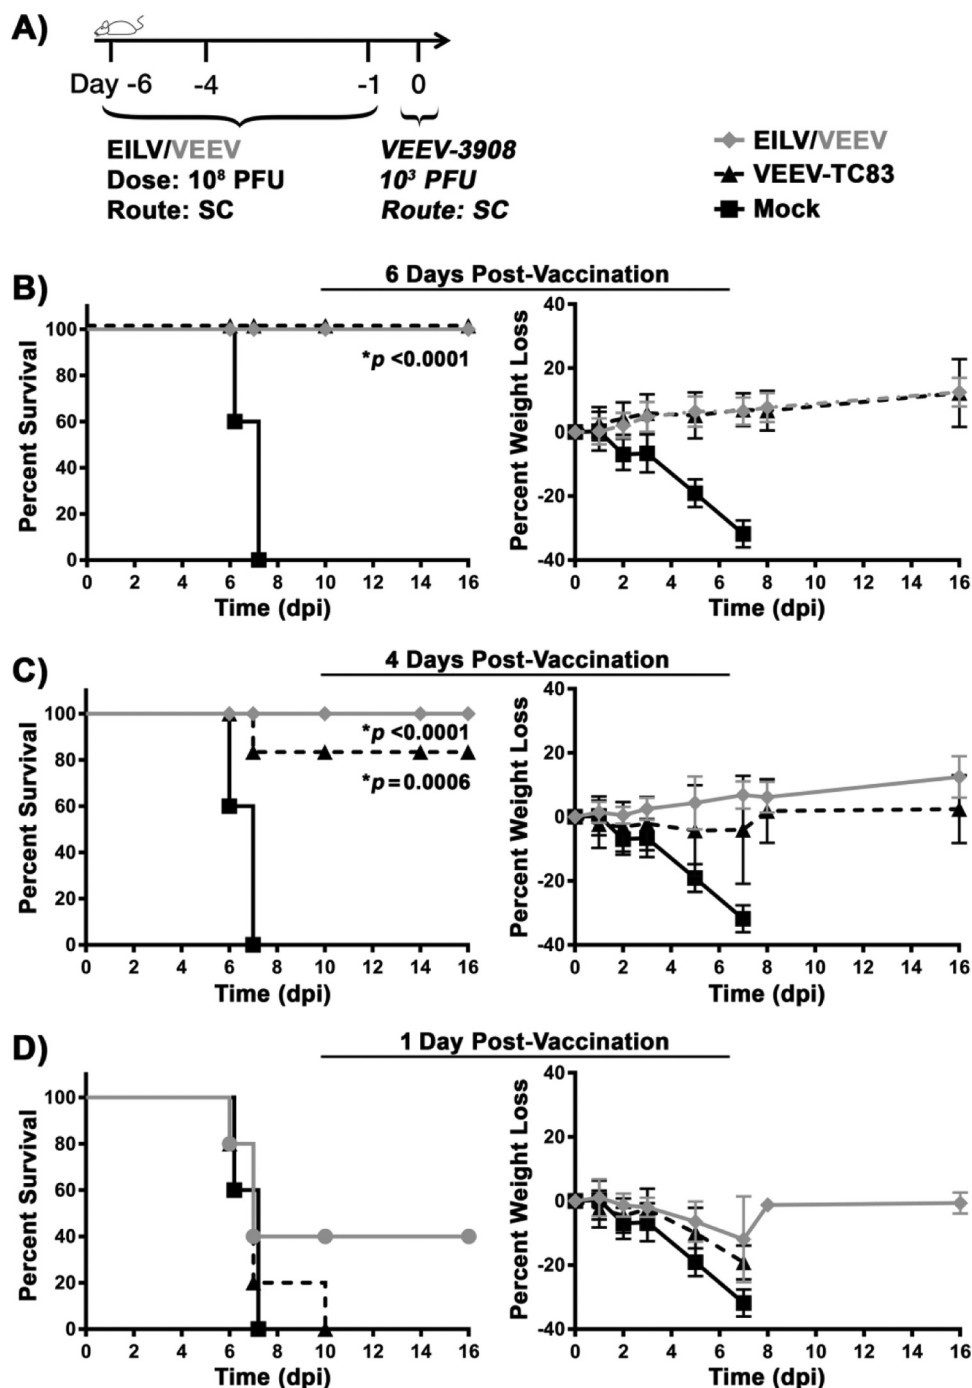 A)
Day -6 -4 -1 0
EILV/VEEV
Dose: 10⁸ PFU
Route: SC
VEEV-3908
10³ PFU
Route: SC
EILV/VEEV
VEEV-TC83
Mock
B)
6 Days Post-Vaccination
Percent Survival
100
80
60
40
20
0
*p <0.0001
0 2 4 6 8 10 12 14 16
Time (dpi)
Percent Weight Loss
40
20
0
-20
-40
0 2 4 6 8 10 12 14 16
Time (dpi)
C)
4 Days Post-Vaccination
Percent Survival
100
80
60
40
20
0
*p <0.0001
*p = 0.0006
0 2 4 6 8 10 12 14 16
Time (dpi)
Percent Weight Loss
40
20
0
-20
-40
0 2 4 6 8 10 12 14 16
Time (dpi)
D)
1 Day Post-Vaccination
Percent Survival
100
80
60
40
20
0
0 2 4 6 8 10 12 14 16
Time (dpi)
Percent Weight Loss
40
20
0
-20
-40
0 2 4 6 8 10 12 14 16
Time (dpi)